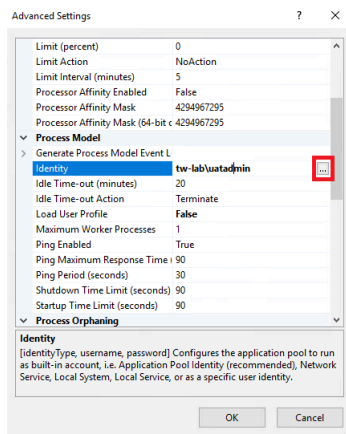 Advanced Settings ? ×
Limit (percent) 0
Limit Action NoAction
Limit Interval (minutes) 5
Processor Affinity Enabled False
Processor Affinity Mask 4294967295
Processor Affinity Mask (64-bit c 4294967295
Process Model
Generate Process Model Event L
Identity tw-lab\uatadmin ...
Idle Time-out (minutes) 20
Idle Time-out Action Terminate
Load User Profile False
Maximum Worker Processes 1
Ping Enabled True
Ping Maximum Response Time ( 90
Ping Period (seconds) 30
Shutdown Time Limit (seconds) 90
Startup Time Limit (seconds) 90
Process Orphaning
Identity
[identityType, username, password] Configures the application pool to run
as built-in account, i.e. Application Pool Identity (recommended), Network
Service, Local System, Local Service, or as a specific user identity.
OK Cancel